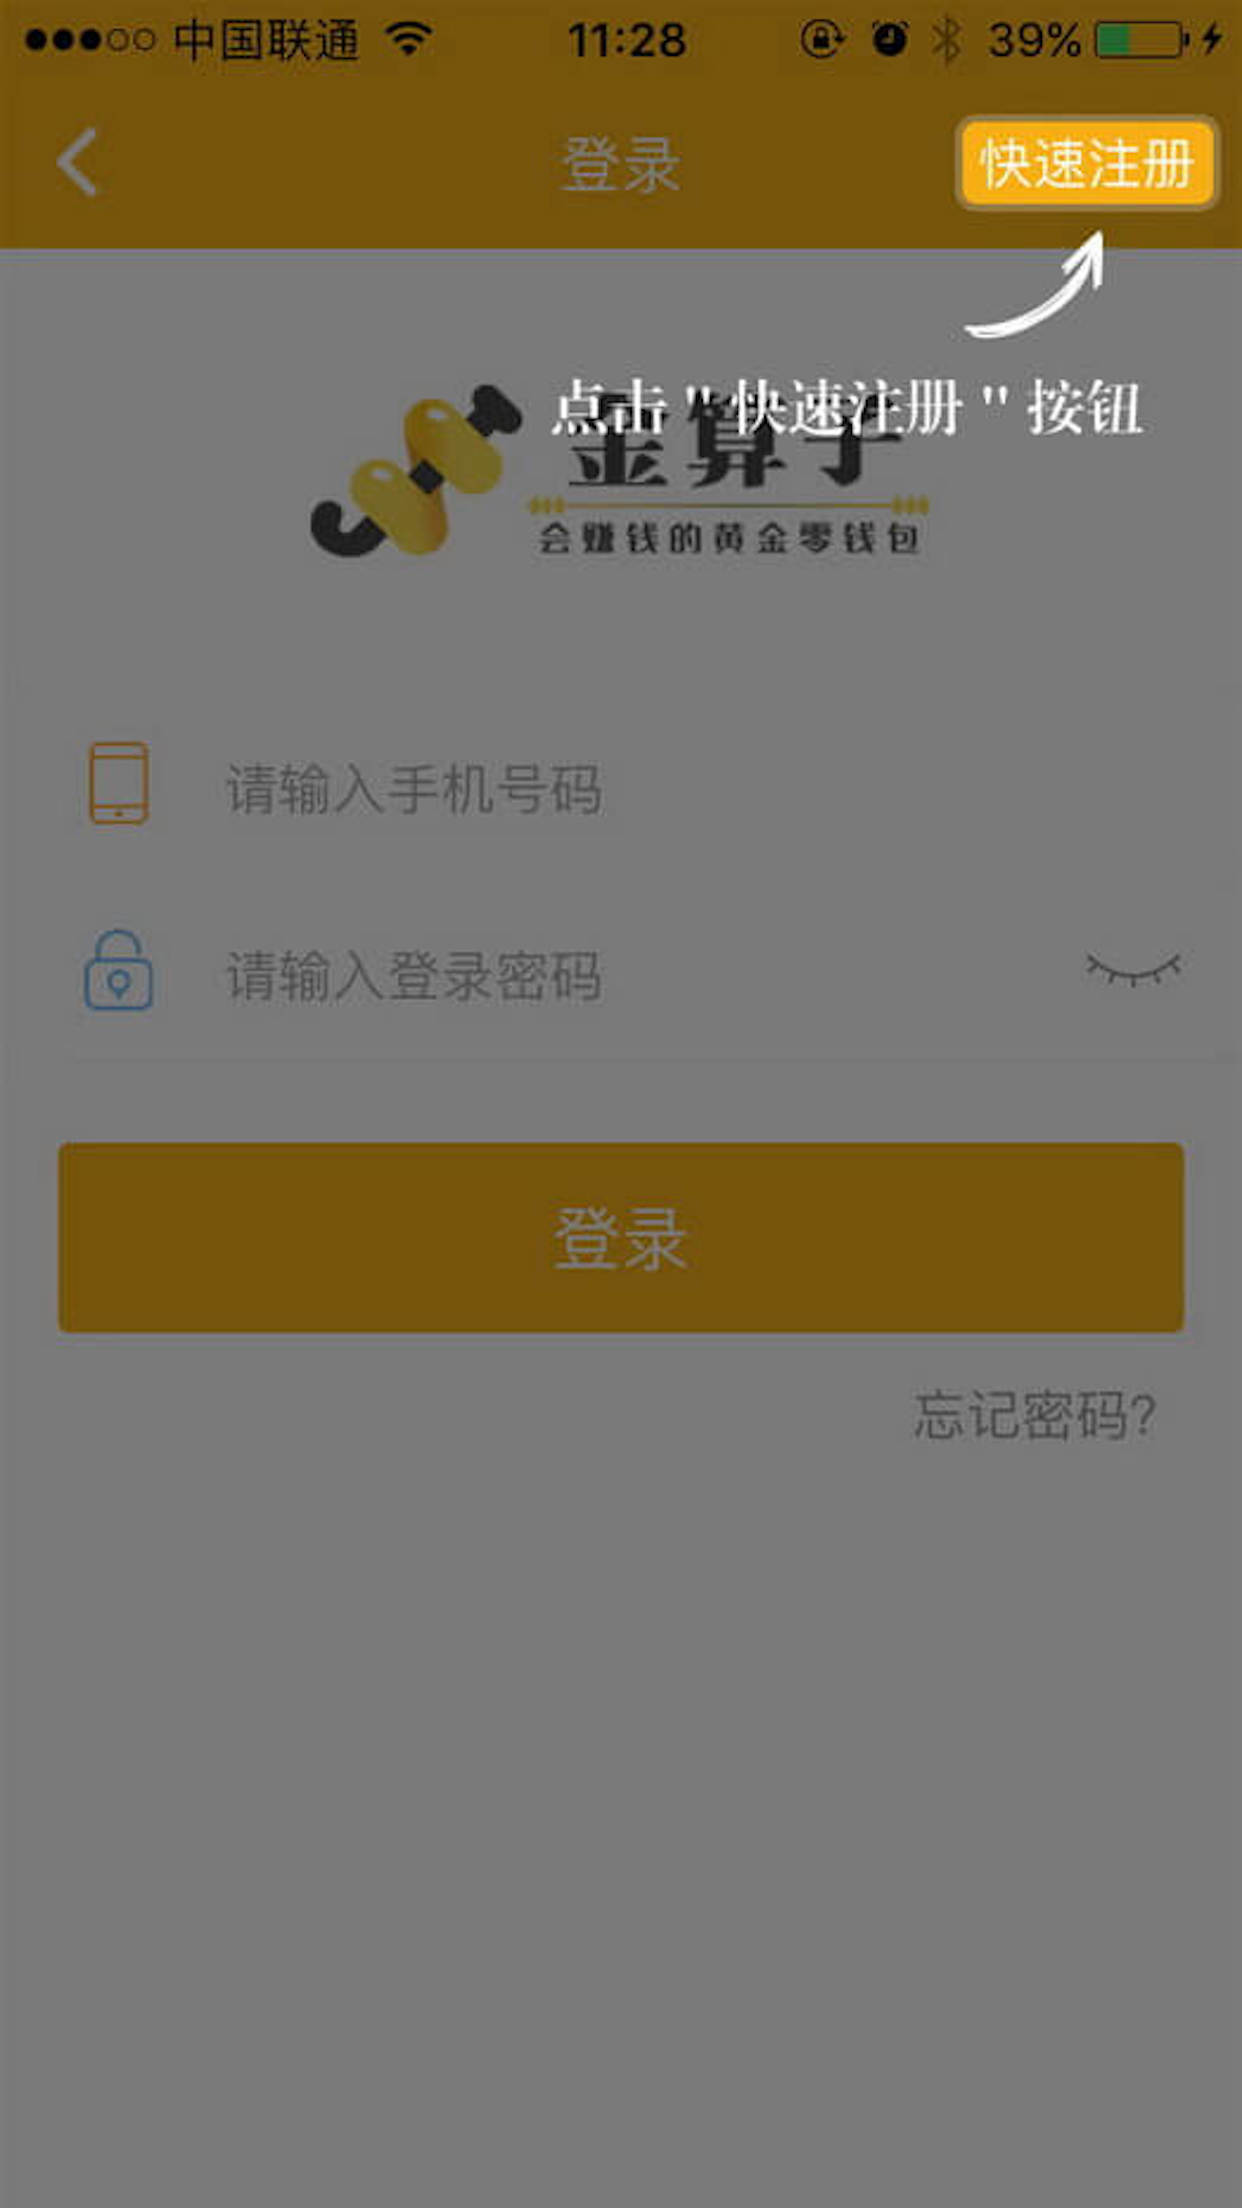 中国联通 11:28 39%
登录 快速注册
点击"快速注册"按钮
金算子
会赚钱的黄金零钱包
请输入手机号码
请输入登录密码
登录
忘记密码?